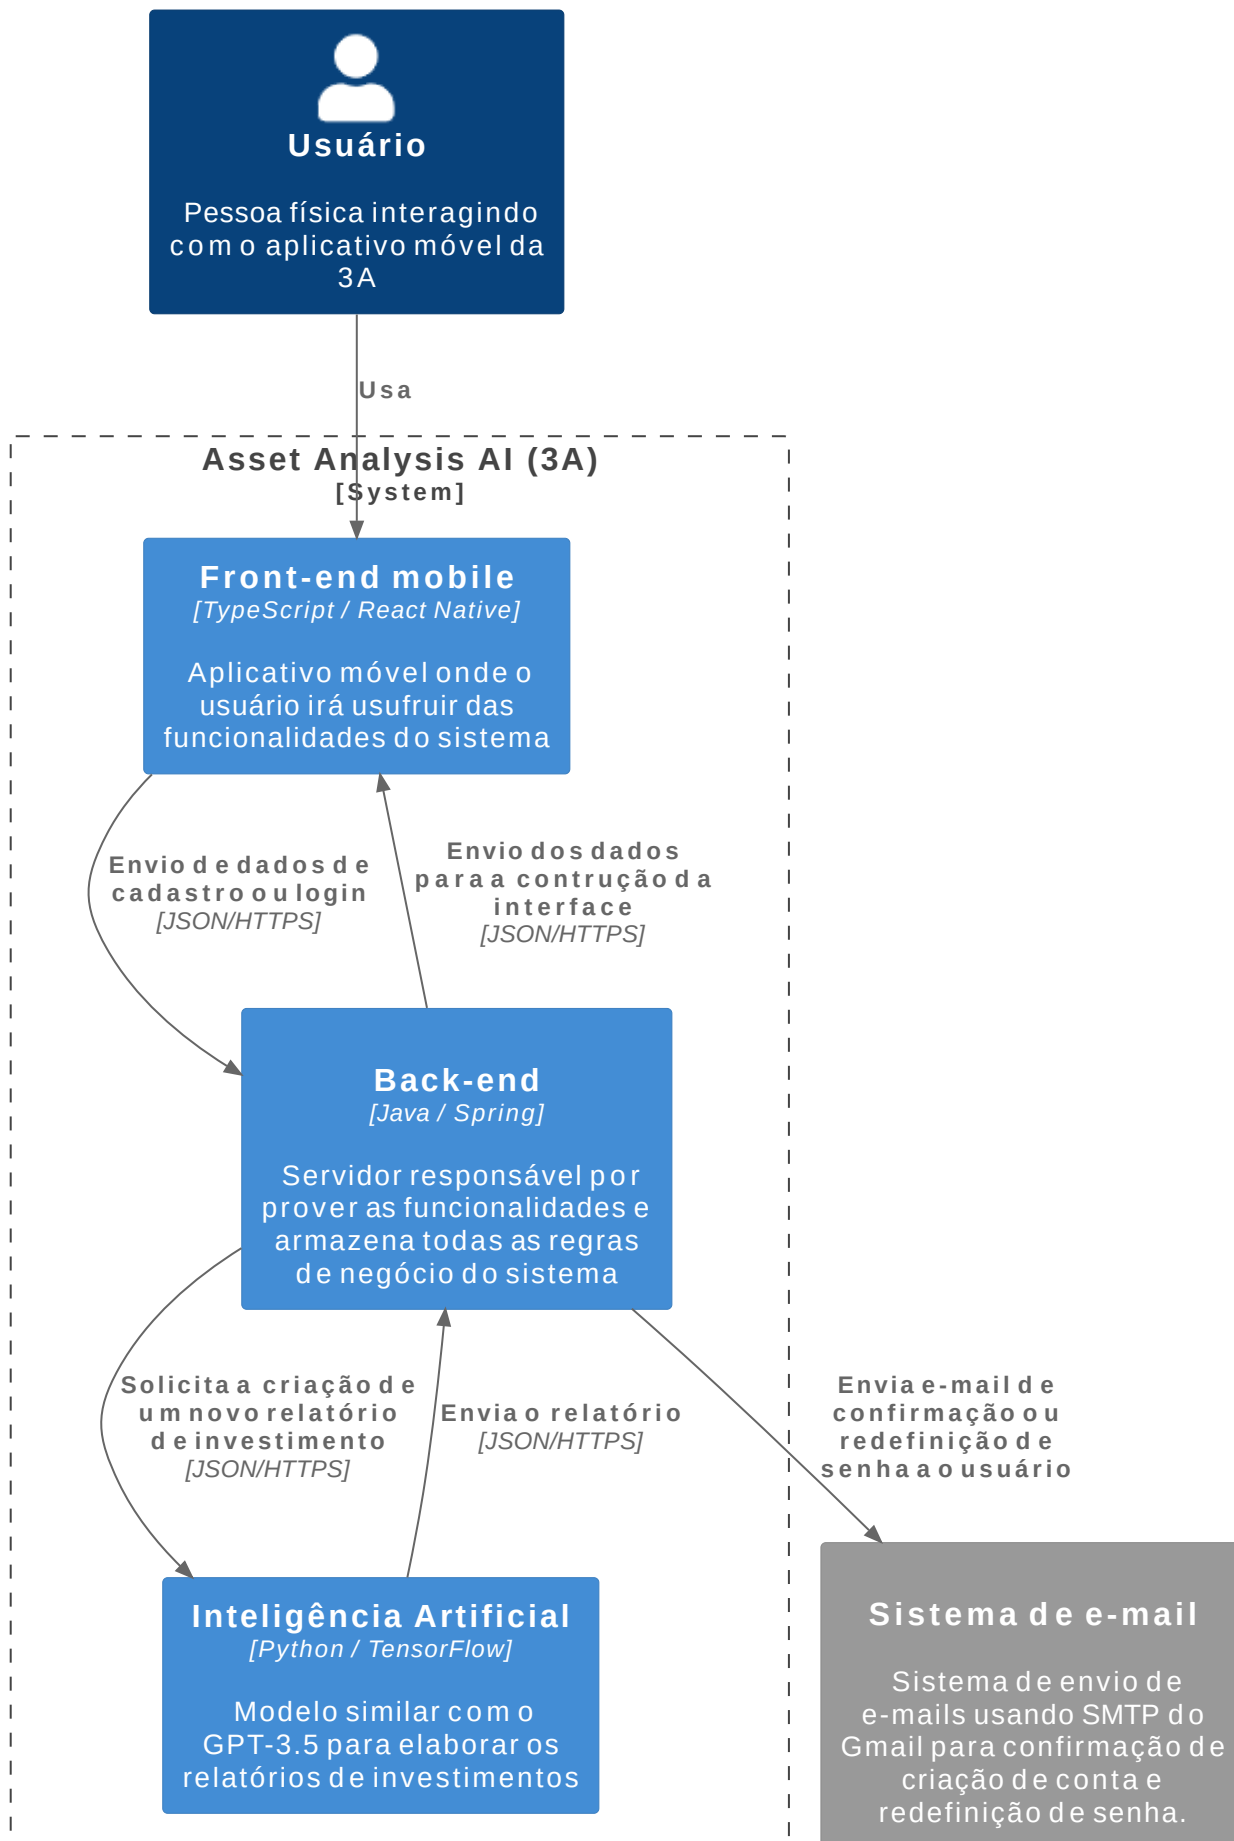 Usuário
Pessoa física interagindo
com o aplicativo móvel da
3A
Usa
Asset Analysis AI (3A)
[System]
Front-end mobile
[TypeScript / React Native]
Aplicativo móvel onde o
usuário irá usufruir das
funcionalidades do sistema
Envio de dados de
cadastro ou login
[JSON/HTTPS]
Envio dos dados
para a contrução da
interface
[JSON/HTTPS]
Back-end
[Java / Spring]
Servidor responsável por
prover as funcionalidades e
armazena todas as regras
de negócio do sistema
Solicita a criação de
um novo relatório
de investimento
[JSON/HTTPS]
Envia o relatório
[JSON/HTTPS]
Envia e-mail de
confirmação ou
redefinição de
senha ao usuário
Inteligência Artificial
[Python / TensorFlow]
Modelo similar com o
GPT-3.5 para elaborar os
relatórios de investimentos
Sistema de e-mail
Sistema de envio de
e-mails usando SMTP do
Gmail para confirmação de
criação de conta e
redefinição de senha.